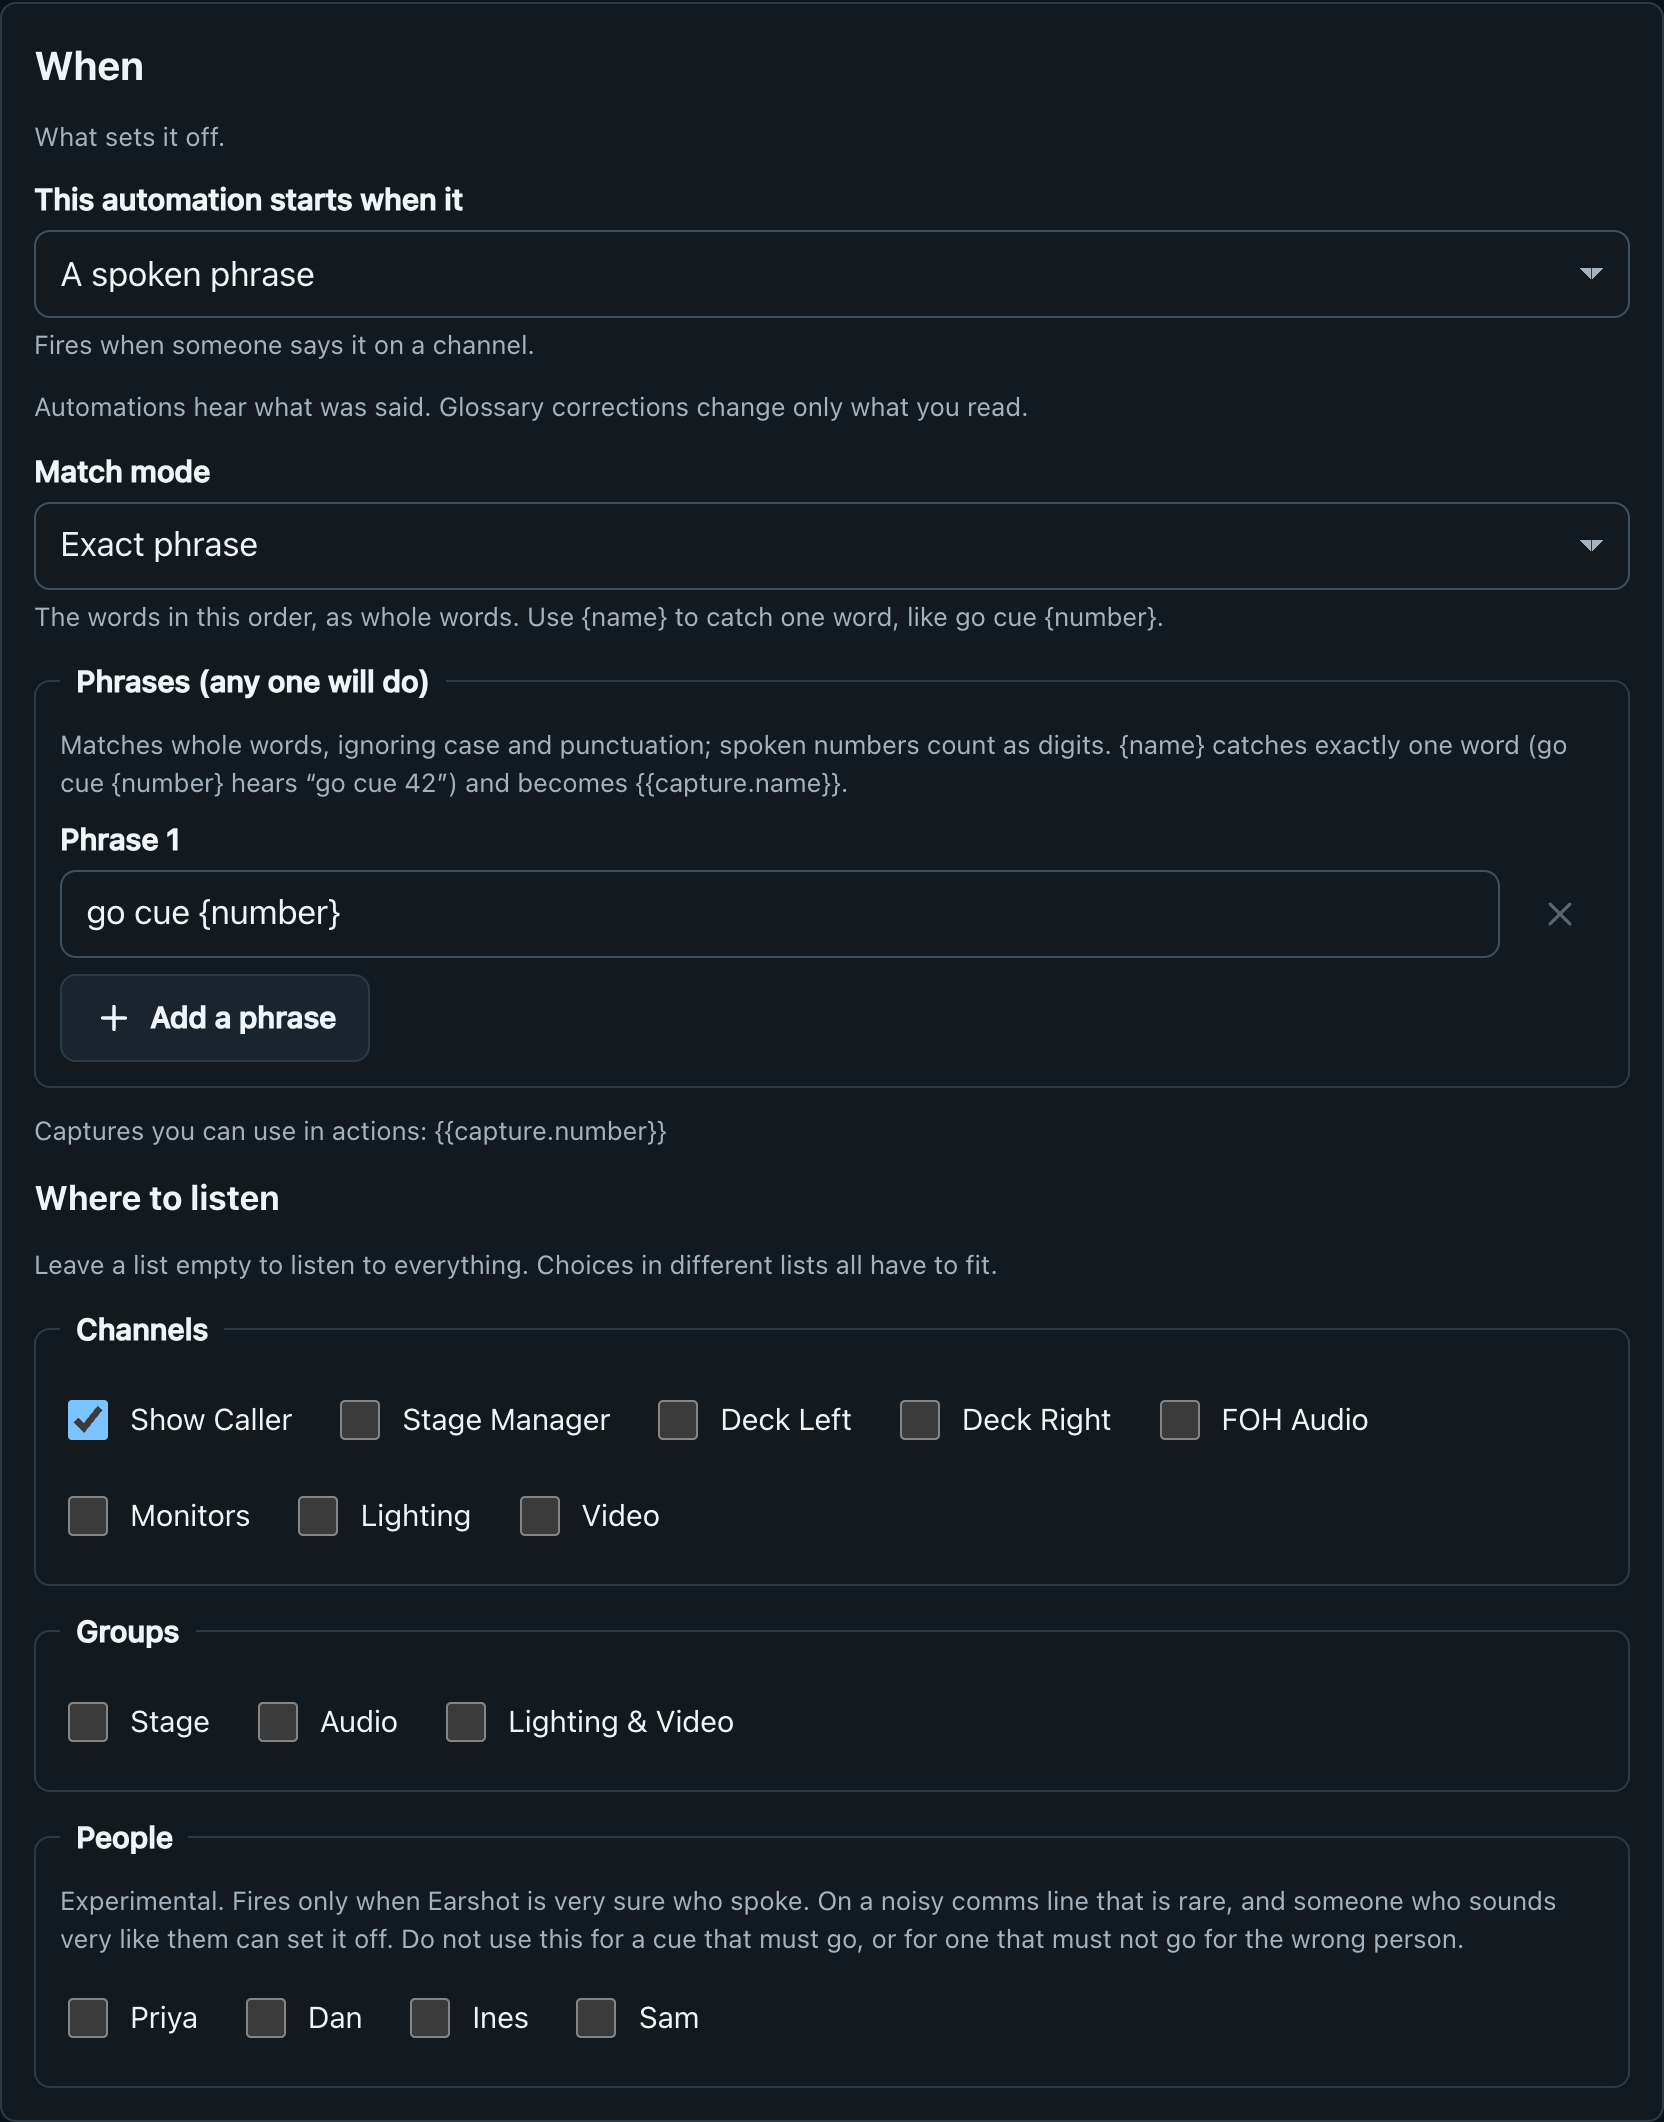 When
What sets it off.
This automation starts when it
A spoken phrase
Fires when someone says it on a channel.
Automations hear what was said. Glossary corrections change only what you read.
Match mode
Exact phrase
The words in this order, as whole words. Use {name} to catch one word, like go cue {number}.
Phrases (any one will do)
Matches whole words, ignoring case and punctuation; spoken numbers count as digits. {name} catches exactly one word (go
cue {number} hears “go cue 42”) and becomes {{capture.name}}.
Phrase 1
go cue {number}
Add a phrase
Captures you can use in actions: {{capture.number}}
Where to listen
Leave a list empty to listen to everything. Choices in different lists all have to fit.
Channels
Show Caller Stage Manager Deck Left Deck Right FOH Audio
Monitors Lighting Video
Groups
Stage Audio Lighting & Video
People
Experimental. Fires only when Earshot is very sure who spoke. On a noisy comms line that is rare, and someone who sounds
very like them can set it off. Do not use this for a cue that must go, or for one that must not go for the wrong person.
Priya Dan Ines Sam